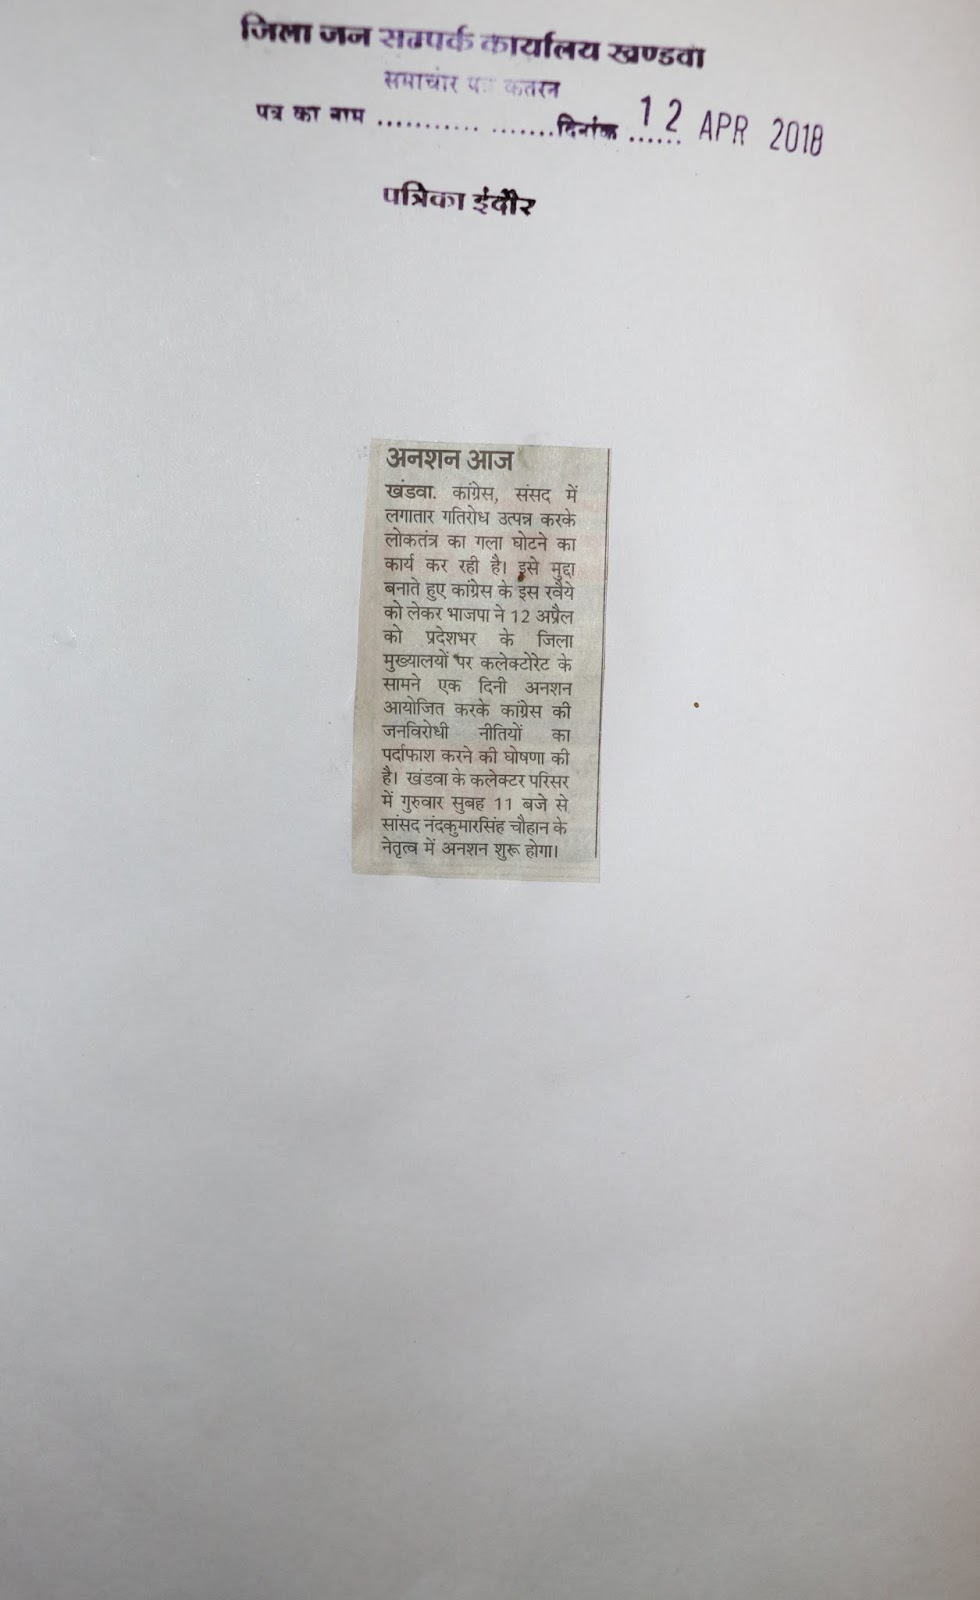 जिला जन सम्पर्क कार्यालय खण्डवा
समाचार पत्र कतरन
पत्र का नाम ........... .......दिनांक ...... 12 APR 2018
पत्रिका इंदौर
अनशन आज
खंडवा. कांग्रेस, संसद में
लगातार गतिरोध उत्पन्न करके
लोकतंत्र का गला घोटने का
कार्य कर रही है। इसे मुद्दा
बनाते हुए कांग्रेस के इस रवैये
को लेकर भाजपा ने 12 अप्रैल
को प्रदेशभर के जिला
मुख्यालयों पर कलेक्टोरेट के
सामने एक दिनी अनशन
आयोजित करके कांग्रेस की
जनविरोधी नीतियों का
पर्दाफाश करने की घोषणा की
है। खंडवा के कलेक्टर परिसर
में गुरुवार सुबह 11 बजे से
सांसद नंदकुमारसिंह चौहान के
नेतृत्व में अनशन शुरू होगा।